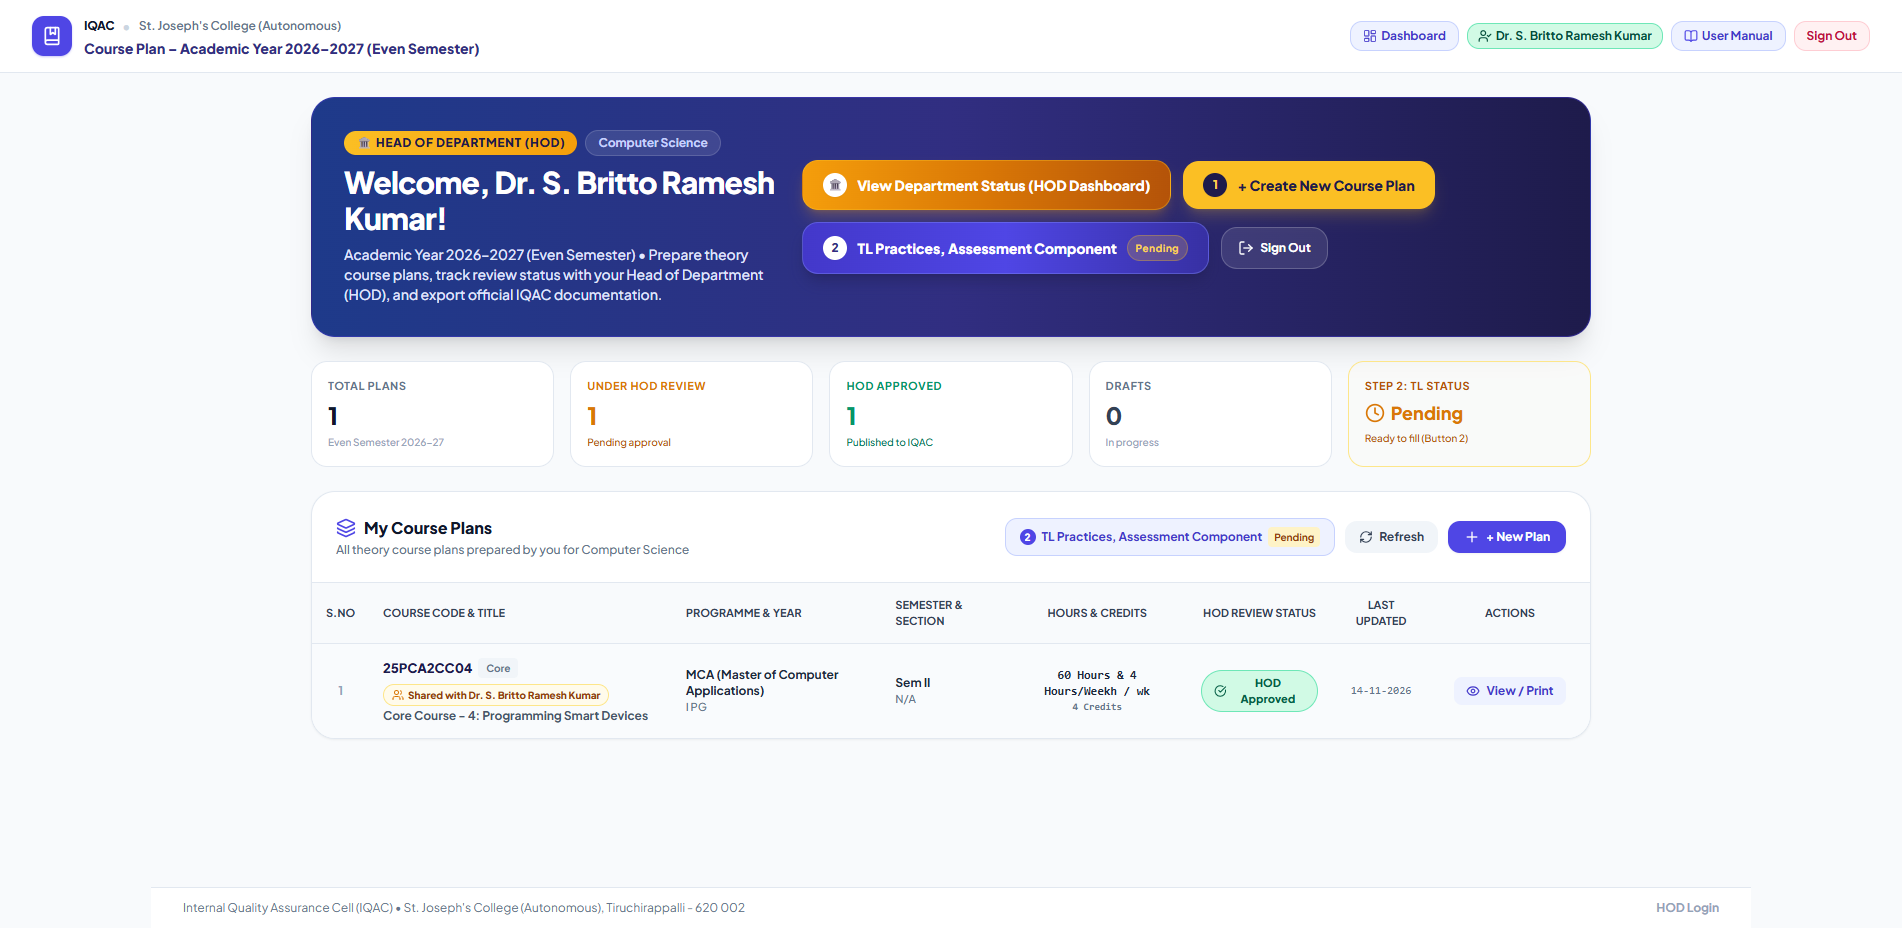 IQAC • St. Joseph's College (Autonomous)
Course Plan – Academic Year 2026–2027 (Even Semester)
Dashboard
Dr. S. Britto Ramesh Kumar
User Manual
Sign Out
HEAD OF DEPARTMENT (HOD)
Computer Science
Welcome, Dr. S. Britto Ramesh
Kumar!
Academic Year 2026–2027 (Even Semester) • Prepare theory
course plans, track review status with your Head of Department
(HOD), and export official IQAC documentation.
View Department Status (HOD Dashboard)
1 + Create New Course Plan
2 TL Practices, Assessment Component Pending
Sign Out
TOTAL PLANS
1
Even Semester 2026–27
UNDER HOD REVIEW
1
Pending approval
HOD APPROVED
1
Published to IQAC
DRAFTS
0
In progress
STEP 2: TL STATUS
Pending
Ready to fill (Button 2)
My Course Plans
All theory course plans prepared by you for Computer Science
2 TL Practices, Assessment Component Pending
Refresh
+ New Plan
S.NO
COURSE CODE & TITLE
PROGRAMME & YEAR
SEMESTER &
SECTION
HOURS & CREDITS
HOD REVIEW STATUS
LAST
UPDATED
ACTIONS
1
25PCA2CC04 Core
Shared with Dr. S. Britto Ramesh Kumar
Core Course - 4: Programming Smart Devices
MCA (Master of Computer
Applications)
I PG
Sem II
N/A
60 Hours & 4
Hours/Weekh / wk
4 Credits
HOD
Approved
14-11-2026
View / Print
Internal Quality Assurance Cell (IQAC) • St. Joseph's College (Autonomous), Tiruchirappalli - 620 002
HOD Login